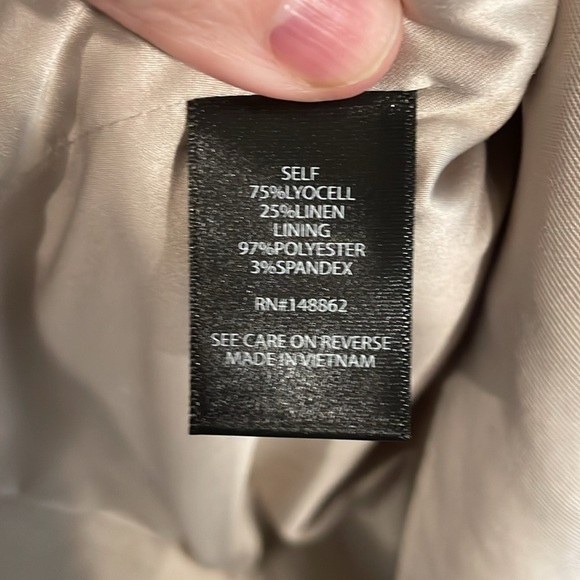 SELF
75%LYOCELL
25%LINEN
LINING
97%POLYESTER
3%SPANDEX
RN#148862
SEE CARE ON REVERSE
MADE IN VIETNAM